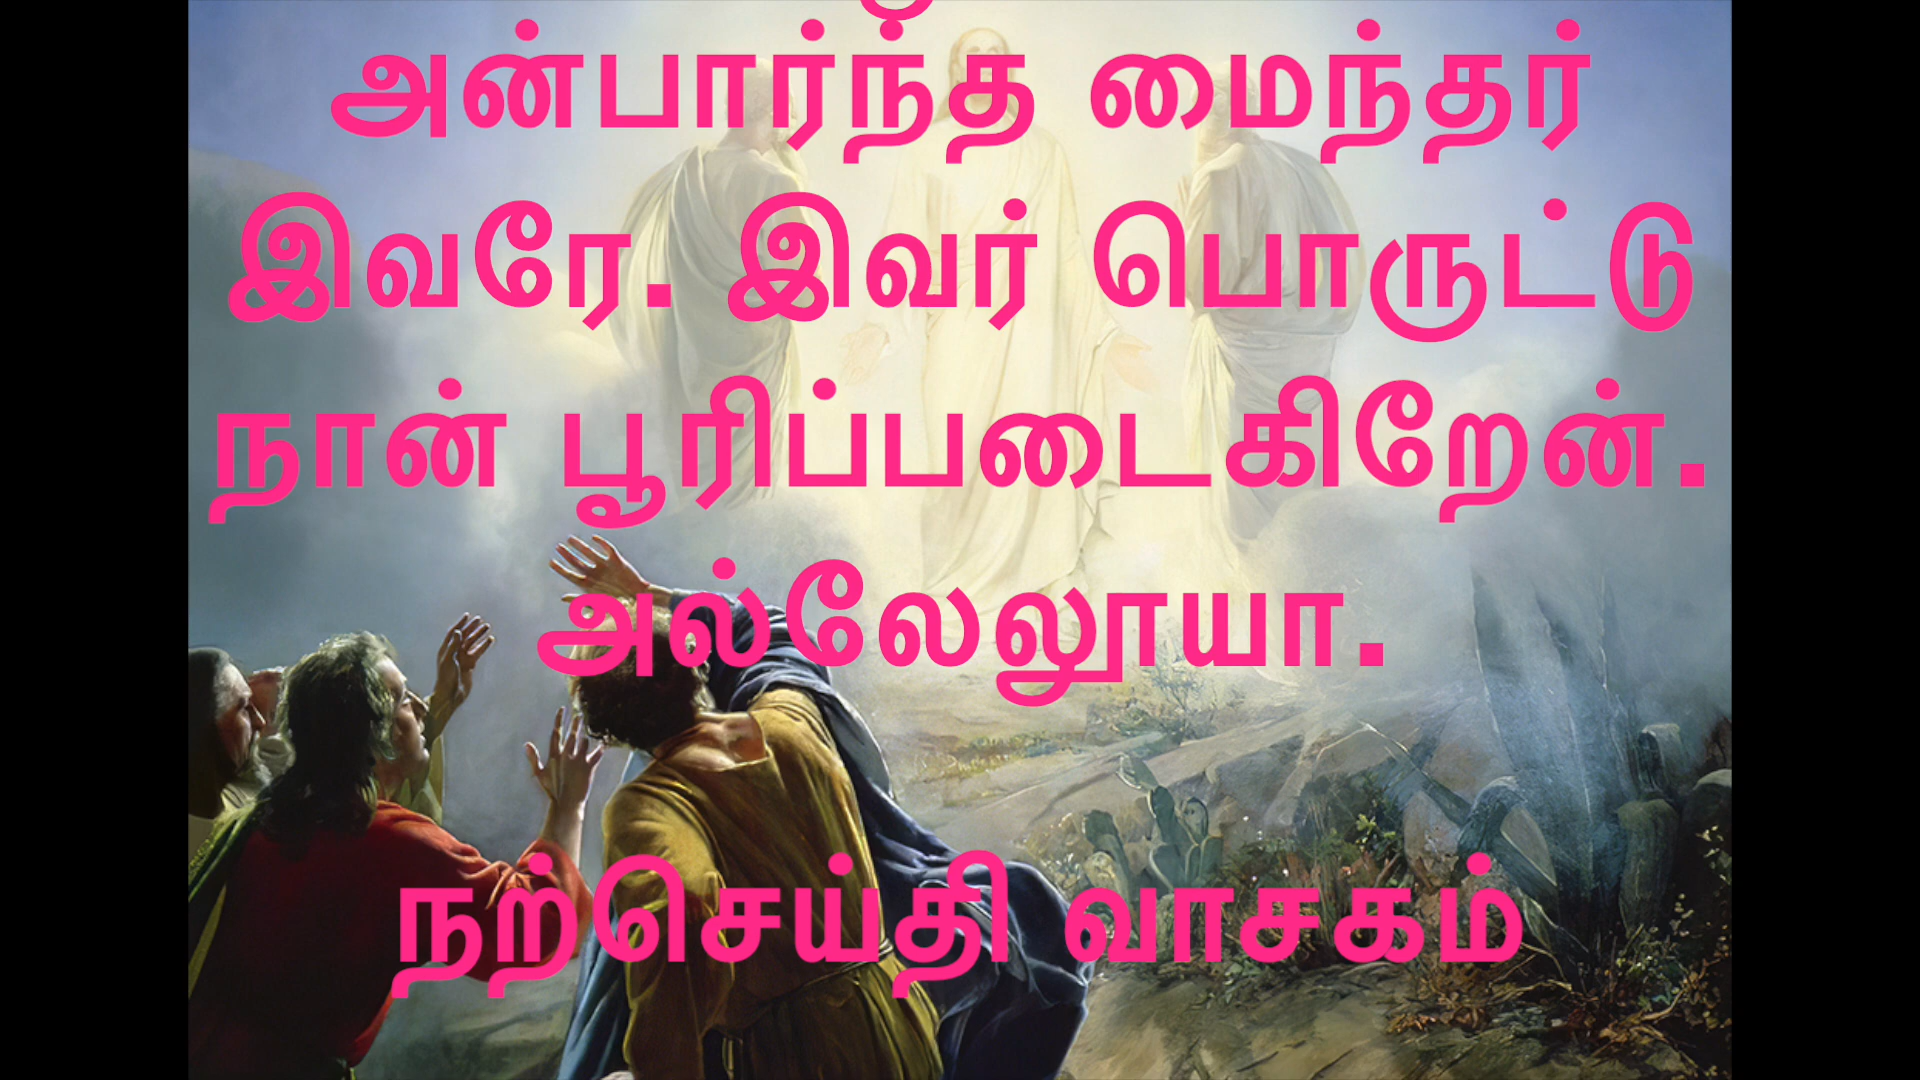 அன்பார்ந்த மைந்தர்
இவரே. இவர் பொருட்டு
நான் பூரிப்படைகிறேன்.
அல்லேலூயா.
நற்செய்தி வாசகம்